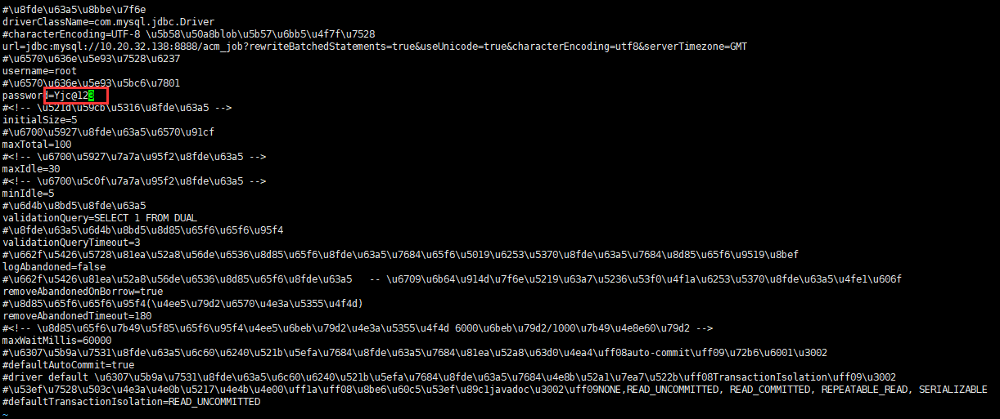 #\u8fde\u63a5\u8bbe\u7f6e
driverClassName=com.mysql.jdbc.Driver
#characterEncoding=UTF-8 \u5b58\u50a8blob\u5b57\u6bb5\u4f7f\u7528
url=jdbc:mysql://10.20.32.138:8888/acm_job?rewriteBatchedStatements=true&useUnicode=true&characterEncoding=utf8&serverTimezone=GMT
#\u6570\u636e\u5e93\u7528\u6237
username=root
#\u6570\u636e\u5e93\u5bc6\u7801
password=Yjc@123
#<!-- \u521d\u59cb\u5316\u8fde\u63a5 -->
initialSize=5
#\u6700\u5927\u8fde\u63a5\u6570\u91cf
maxTotal=100
#<!-- \u6700\u5927\u7a7a\u95f2\u8fde\u63a5 -->
maxIdle=30
#<!-- \u6700\u5c0f\u7a7a\u95f2\u8fde\u63a5 -->
minIdle=5
#\u6d4b\u8bd5\u8fde\u63a5
validationQuery=SELECT 1 FROM DUAL
#\u8fde\u63a5\u6d4b\u8bd5\u8d85\u65f6\u65f6\u95f4
validationQueryTimeout=3
#\u662f\u5426\u5728\u81ea\u52a8\u56de\u6536\u8d85\u65f6\u8fde\u63a5\u7684\u65f6\u5019\u6253\u5370\u8fde\u63a5\u7684\u8d85\u65f6\u9519\u8bef
logAbandoned=false
#\u662f\u5426\u81ea\u52a8\u56de\u6536\u8d85\u65f6\u8fde\u63a5   -- \u6709\u6b64\u914d\u7f6e\u5219\u63a7\u5236\u53f0\u4f1a\u6253\u5370\u8fde\u63a5\u4fe1\u606f
removeAbandonedOnBorrow=true
#\u8d85\u65f6\u65f6\u95f4(\u4ee5\u79d2\u6570\u4e3a\u5355\u4f4d)
removeAbandonedTimeout=180
#<!-- \u8d85\u65f6\u7b49\u5f85\u65f6\u95f4\u4ee5\u6beb\u79d2\u4e3a\u5355\u4f4d 6000\u6beb\u79d2/1000\u7b49\u4e8e60\u79d2 -->
maxWaitMillis=60000
#\u6307\u5b9a\u7531\u8fde\u63a5\u6c60\u6240\u521b\u5efa\u7684\u8fde\u63a5\u7684\u81ea\u52a8\u63d0\u4ea4\uff08auto-commit\uff09\u72b6\u6001\u3002
#defaultAutoCommit=true
#driver default \u6307\u5b9a\u7531\u8fde\u63a5\u6c60\u6240\u521b\u5efa\u7684\u8fde\u63a5\u7684\u4e8b\u52a1\u7ea7\u522b\uff08TransactionIsolation\uff09\u3002
#\u53ef\u7528\u503c\u4e3a\u4e0b\u5217\u4e4b\u4e00\uff1a\uff08\u8be6\u60c5\u53ef\u89c1javadoc\u3002\uff09NONE,READ_UNCOMMITTED, READ_COMMITTED, REPEATABLE_READ, SERIALIZABLE
#defaultTransactionIsolation=READ_UNCOMMITTED
~